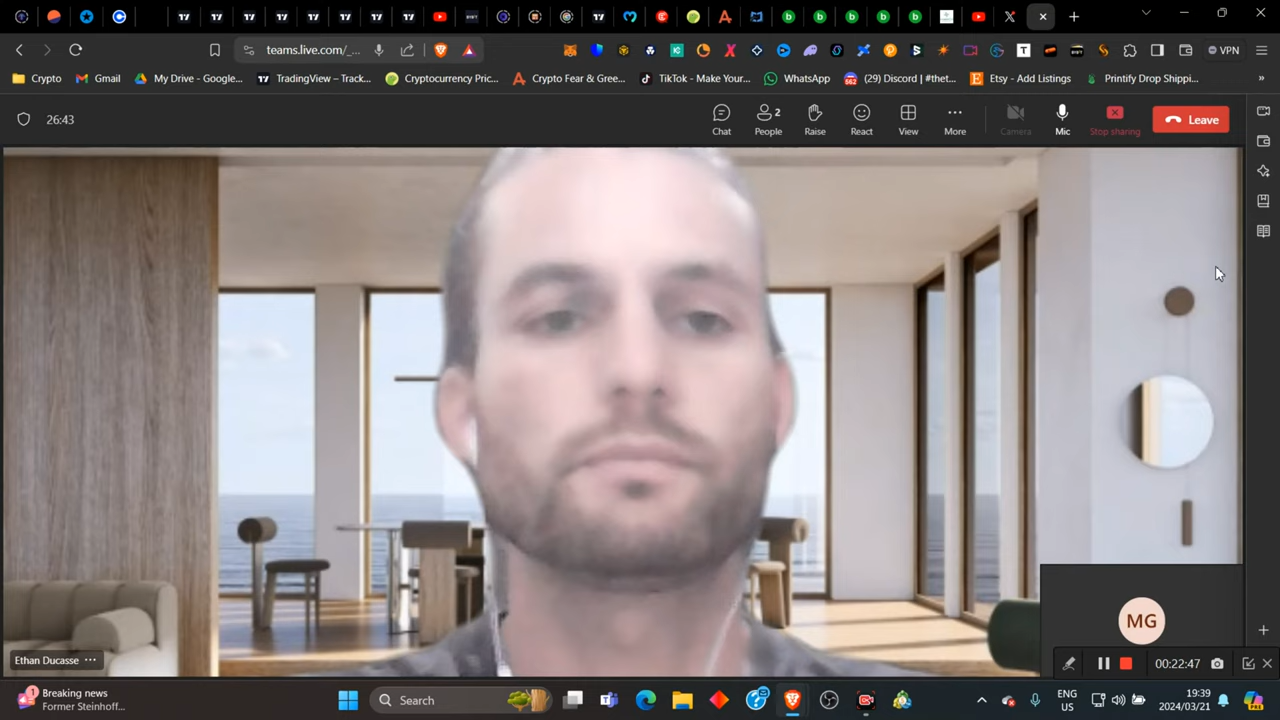 teams.live.com/_...
VPN
Crypto
Gmail
My Drive - Google...
TradingView – Track...
Cryptocurrency Pric...
Crypto Fear & Gree...
TikTok - Make Your...
WhatsApp
(29) Discord | #thet...
Etsy - Add Listings
Printify Drop Shippi...
26:43
Chat
People
2
Raise
React
View
More
Camera
Mic
Stop sharing
Leave
Ethan Ducasse
MG
00:22:47
1
Breaking news
Former Steinhoff...
Search
ENG
US
19:39
2024/03/21